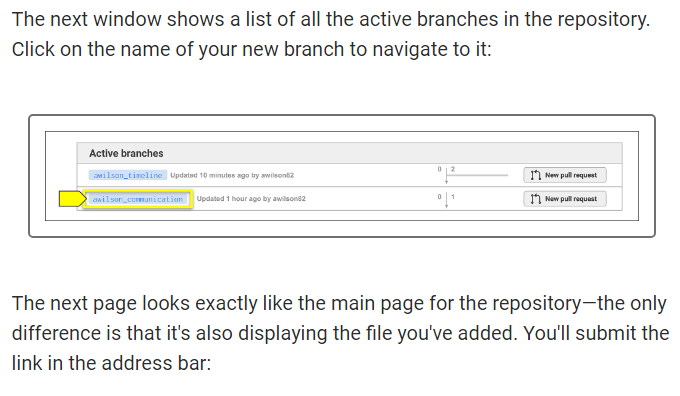 The next window shows a list of all the active branches in the repository.
Click on the name of your new branch to navigate to it:
Active branches
awilson_timeline Updated 10 minutes ago by awilson82 0 2 New pull request
awilson_communication Updated 1 hour ago by awilson82 0 1 New pull request
The next page looks exactly like the main page for the repository—the only
difference is that it's also displaying the file you've added. You'll submit the
link in the address bar: